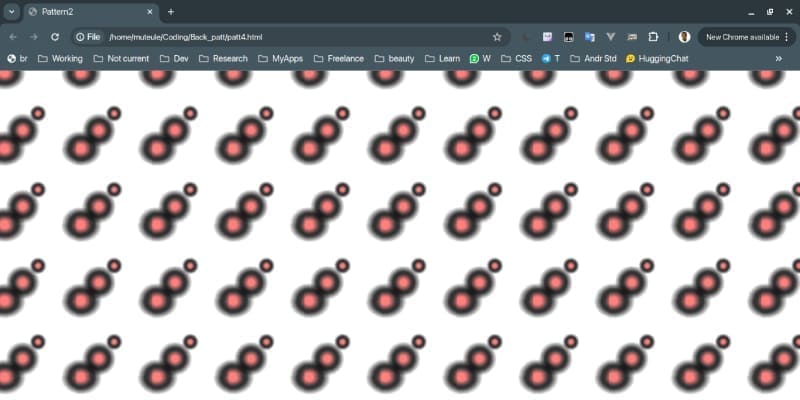 Pattern2
File /home/muteule/Coding/Back_patt/patt4.html New Chrome available
br Working Not current Dev Research MyApps Freelance beauty Learn W CSS T Andr Std HuggingChat »